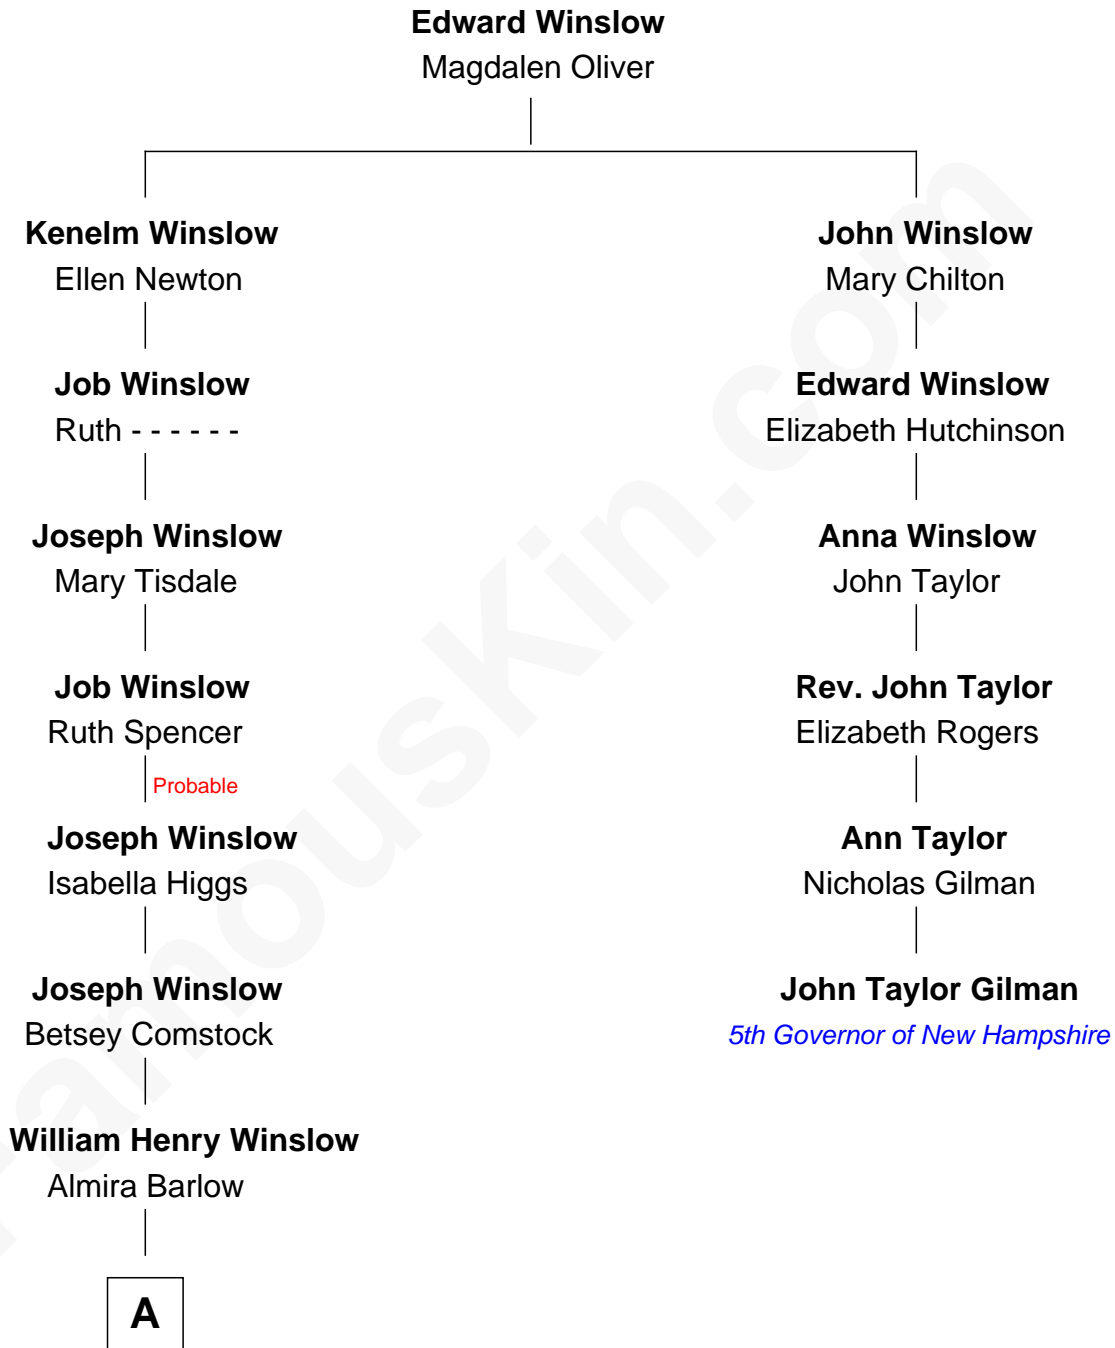 Edward Winslow
Magdalen Oliver
Kenelm Winslow
Ellen Newton
John Winslow
Mary Chilton
Job Winslow
Ruth - - - - - -
Edward Winslow
Elizabeth Hutchinson
Joseph Winslow
Mary Tisdale
Anna Winslow
John Taylor
Job Winslow
Ruth Spencer
Rev. John Taylor
Elizabeth Rogers
Probable
Joseph Winslow
Isabella Higgs
Ann Taylor
Nicholas Gilman
Joseph Winslow
Betsey Comstock
John Taylor Gilman
5th Governor of New Hampshire
William Henry Winslow
Almira Barlow
A
FamousKin.com